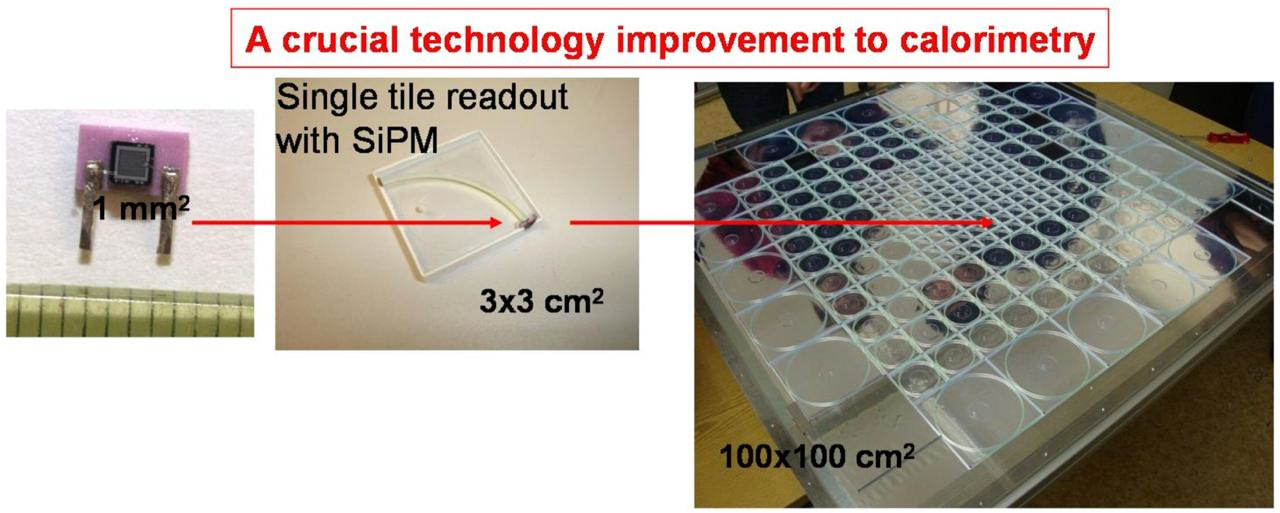 A crucial technology improvement to calorimetry
Single tile readout
with SiPM
1 mm²
3x3 cm²
100x100 cm²